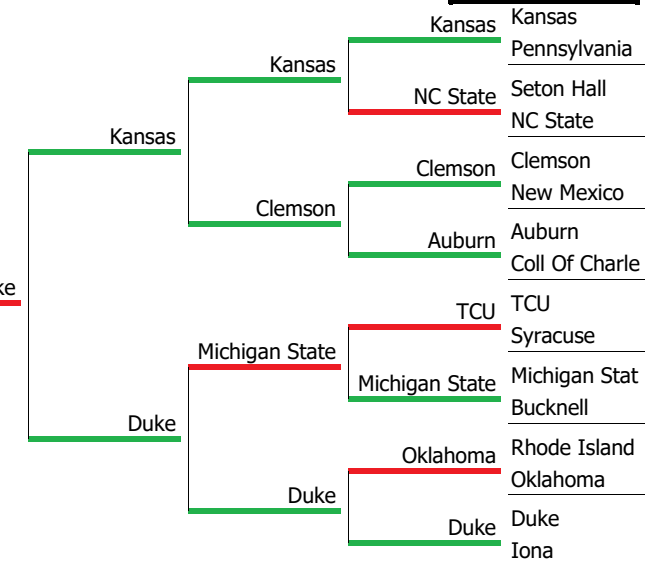 Kansas
Pennsylvania
Seton Hall
NC State
Clemson
New Mexico
Auburn
Coll Of Charle
TCU
Syracuse
Michigan Stat
Bucknell
Rhode Island
Oklahoma
Duke
Iona
Kansas
NC State
Clemson
Auburn
TCU
Michigan State
Oklahoma
Duke
Kansas
Clemson
Michigan State
Duke
Kansas
Duke
ke